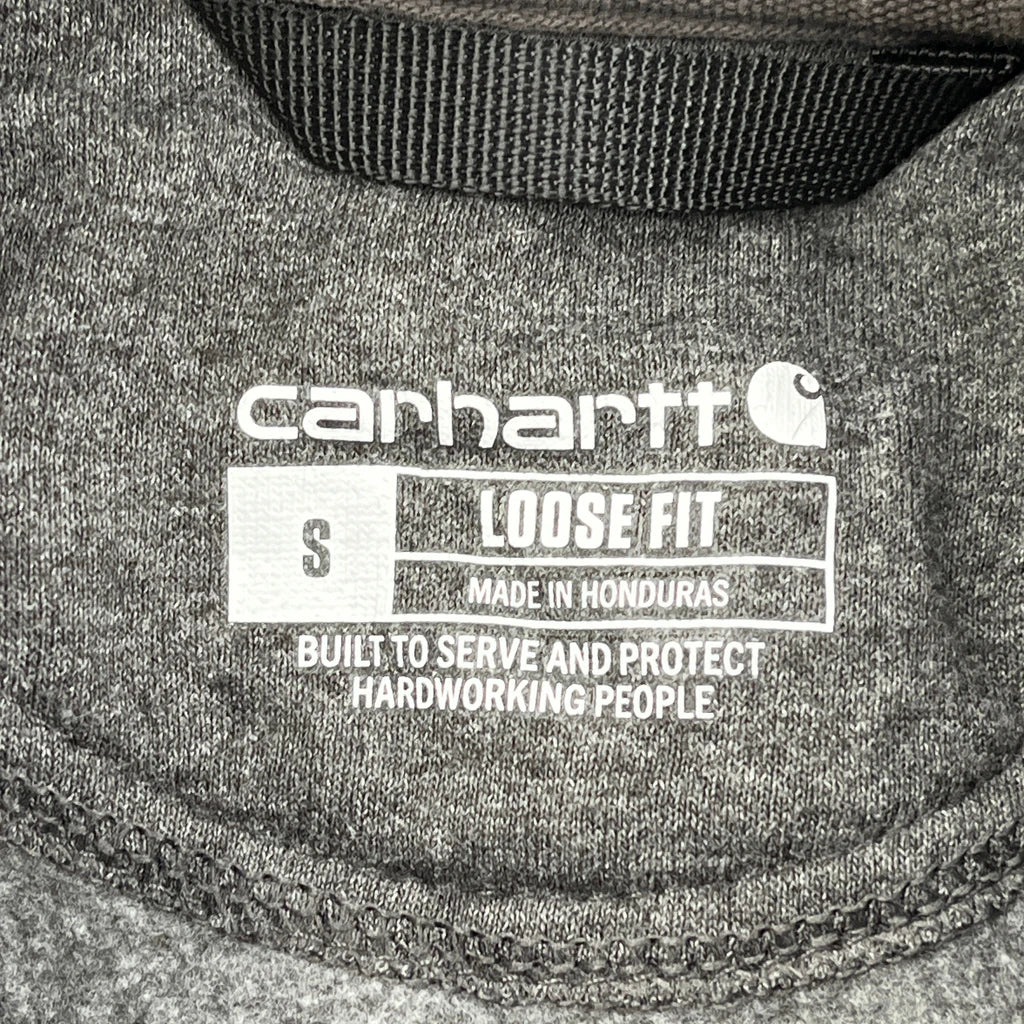 carhartt
S
LOOSE FIT
MADE IN HONDURAS
BUILT TO SERVE AND PROTECT
HARDWORKING PEOPLE